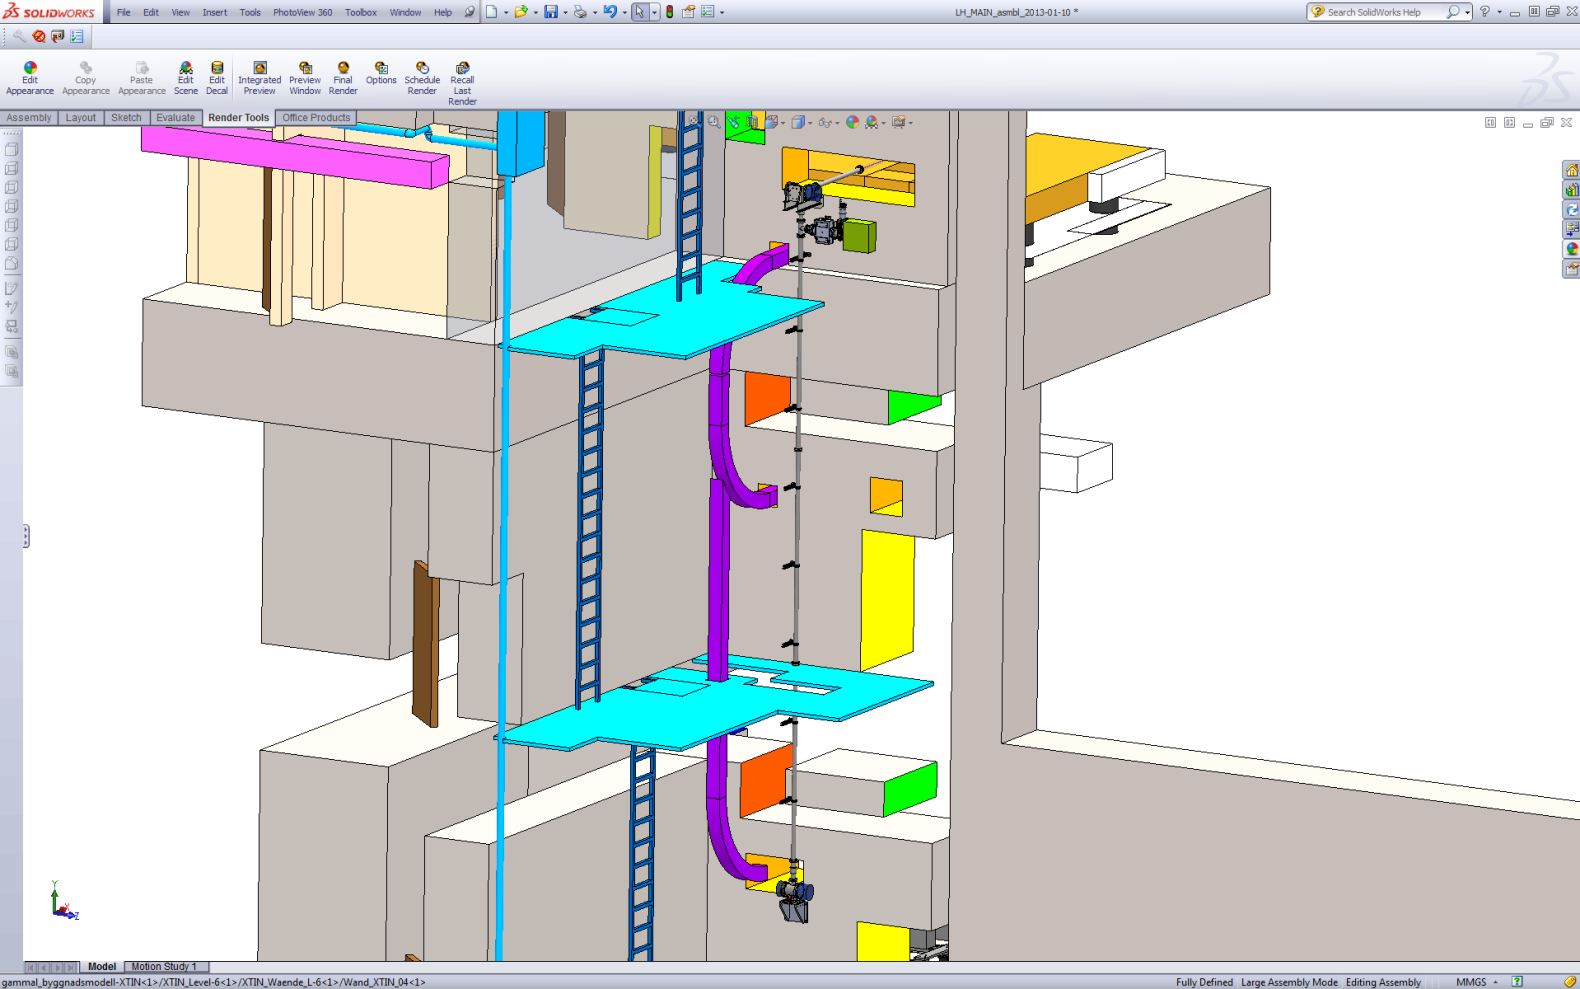 SOLIDWORKS File Edit View Insert Tools PhotoView 360 Toolbox Window Help LH_MAIN_asmbl_2013-01-10 * Search SolidWorks Help
Edit Appearance
Copy Appearance
Paste Appearance
Edit Scene
Edit Decal
Integrated Preview
Preview Window
Final Render
Options
Schedule Render
Recall Last Render
Assembly Layout Sketch Evaluate Render Tools Office Products
Y
X
Z
Model Motion Study 1
gammal_byggnadsmodell-XTIN<1>/XTIN_Level-6<1>/XTIN_Waende_L-6<1>/Wand_XTIN_04<1> Fully Defined Large Assembly Mode Editing Assembly MMGS